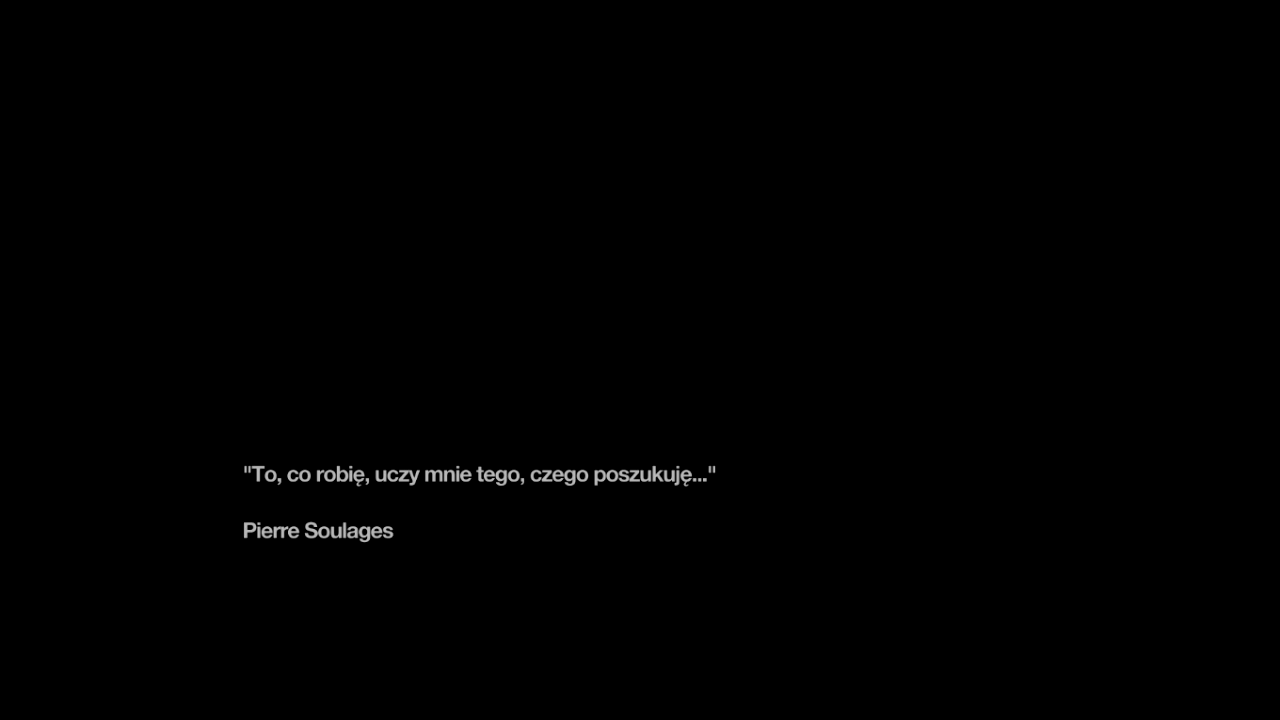 "To, co robię, uczy mnie tego, czego poszukuję..."
Pierre Soulages